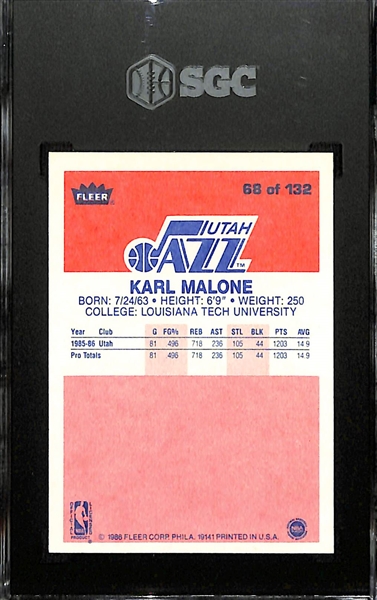 SGC
FLEER
68 of 132
UTAH
JAZZ TM
KARL MALONE
BORN: 7/24/63 • HEIGHT: 6'9" • WEIGHT: 250
COLLEGE: LOUISIANA TECH UNIVERSITY
Year Club G FG% REB AST STL BLK PTS AVG
1985-86 Utah 81 496 718 236 105 44 1203 14.9
Pro Totals 81 496 718 236 105 44 1203 14.9
NBA
PRODUCT
© 1986 FLEER CORP. PHILA. 19141 PRINTED IN U.S.A.